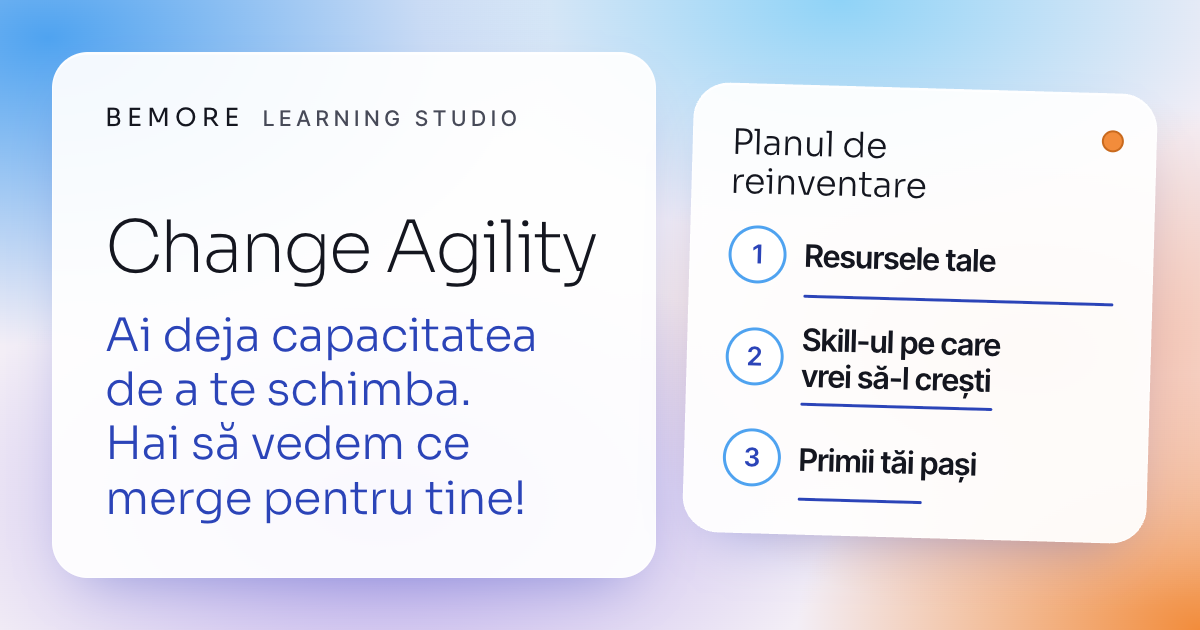 BEMORE LEARNING STUDIO
Change Agility
Ai deja capacitatea
de a te schimba.
Hai să vedem ce
merge pentru tine!
Planul de
reinventare
1 Resursele tale
2 Skill-ul pe care
vrei să-l crești
3 Primii tăi pași